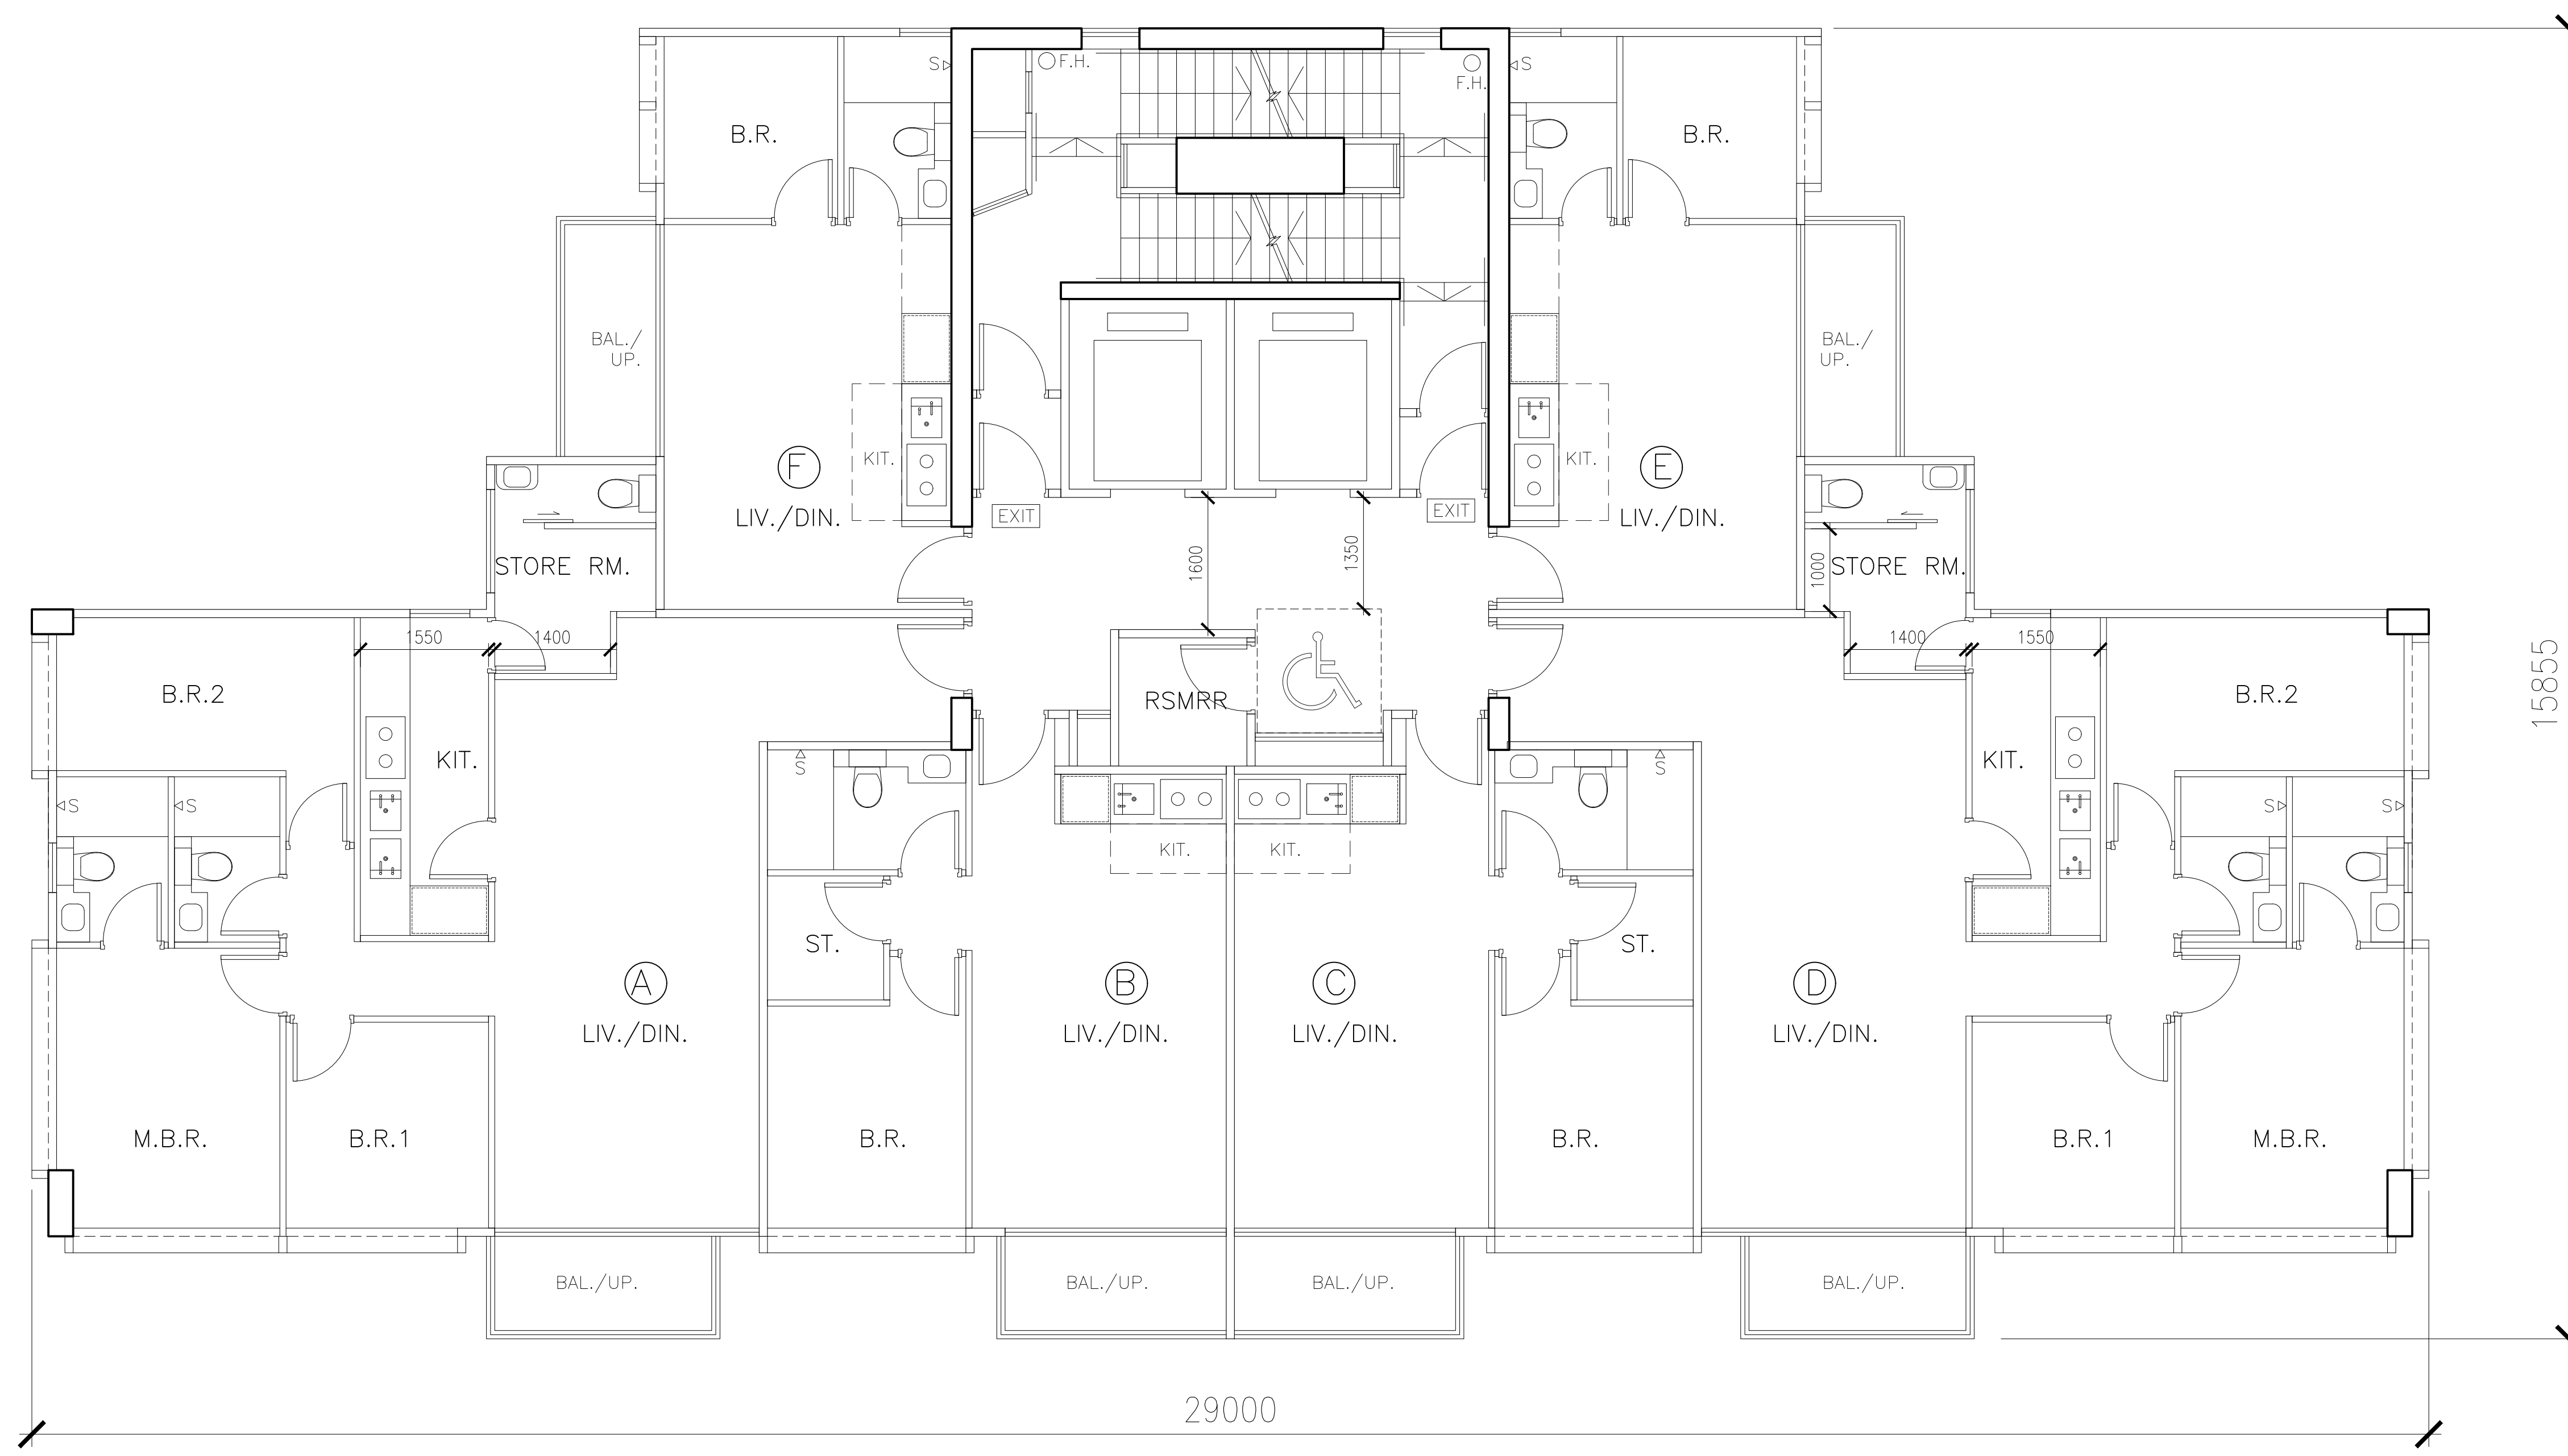 S
F.H.
F.H.
S
B.R.
B.R.
BAL./
UP.
BAL./
UP.
F
KIT.
KIT.
E
LIV./DIN.
EXIT
EXIT
LIV./DIN.
STORE RM.
1600
1350
1000
STORE RM.
1550
1400
1400
1550
B.R.2
RSMRR
B.R.2
15855
KIT.
S
S
KIT.
S
S
S
S
KIT.
KIT.
ST.
ST.
A
B
C
D
LIV./DIN.
LIV./DIN.
LIV./DIN.
LIV./DIN.
M.B.R.
B.R.1
B.R.
B.R.
B.R.1
M.B.R.
BAL./UP.
BAL./UP.
BAL./UP.
BAL./UP.
29000